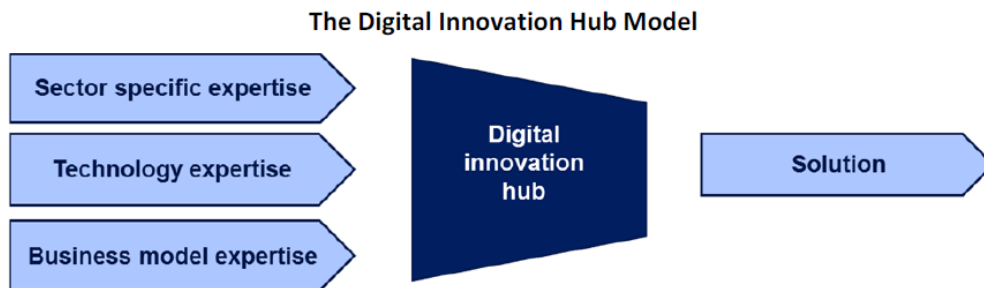 The Digital Innovation Hub Model
Sector specific expertise
Technology expertise
Business model expertise
Digital
innovation
hub
Solution